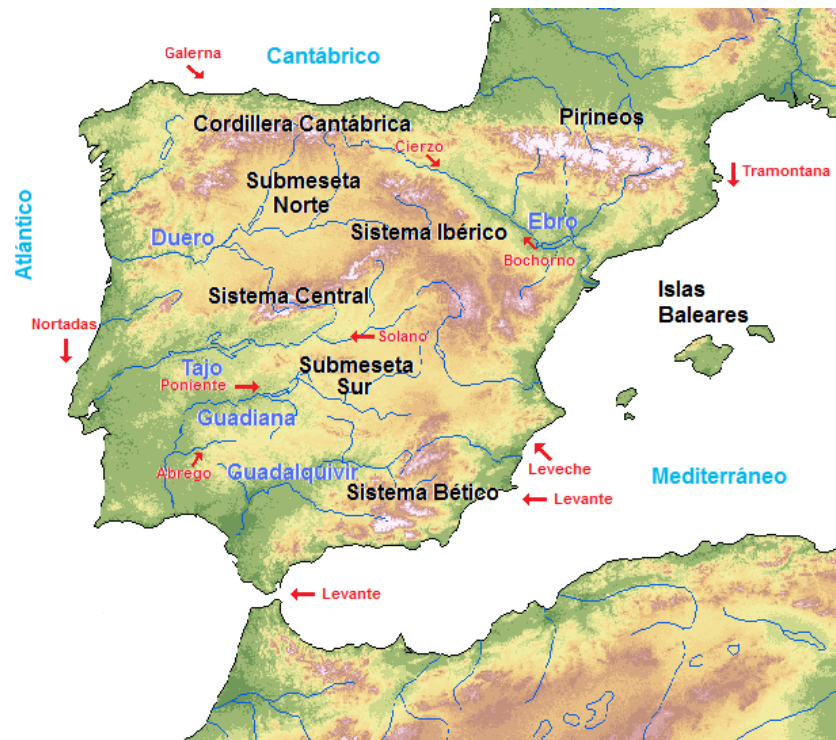 Galerna
Cantábrico
Pirineos
Cordillera Cantábrica
Cierzo
Tramontana
Submeseta
Norte
Atlántico
Ebro
Duero
Sistema Ibérico
Bochorno
Islas
Baleares
Sistema Central
Nortadas
Solano
Tajo
Submeseta
Sur
Poniente
Guadiana
Abrego
Guadalquivir
Leveche
Mediterráneo
Sistema Bético
Levante
Levante